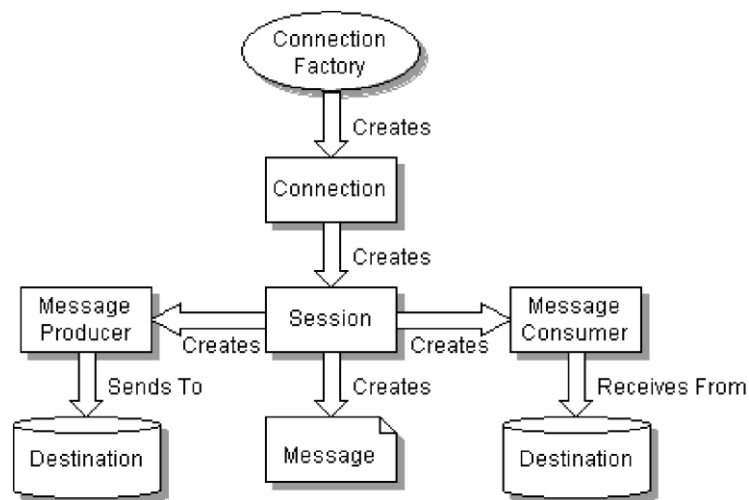 Connection
Factory
Creates
Connection
Creates
Message
Producer
Session
Message
Consumer
Creates
Creates
Sends To
Creates
Receives From
Destination
Message
Destination